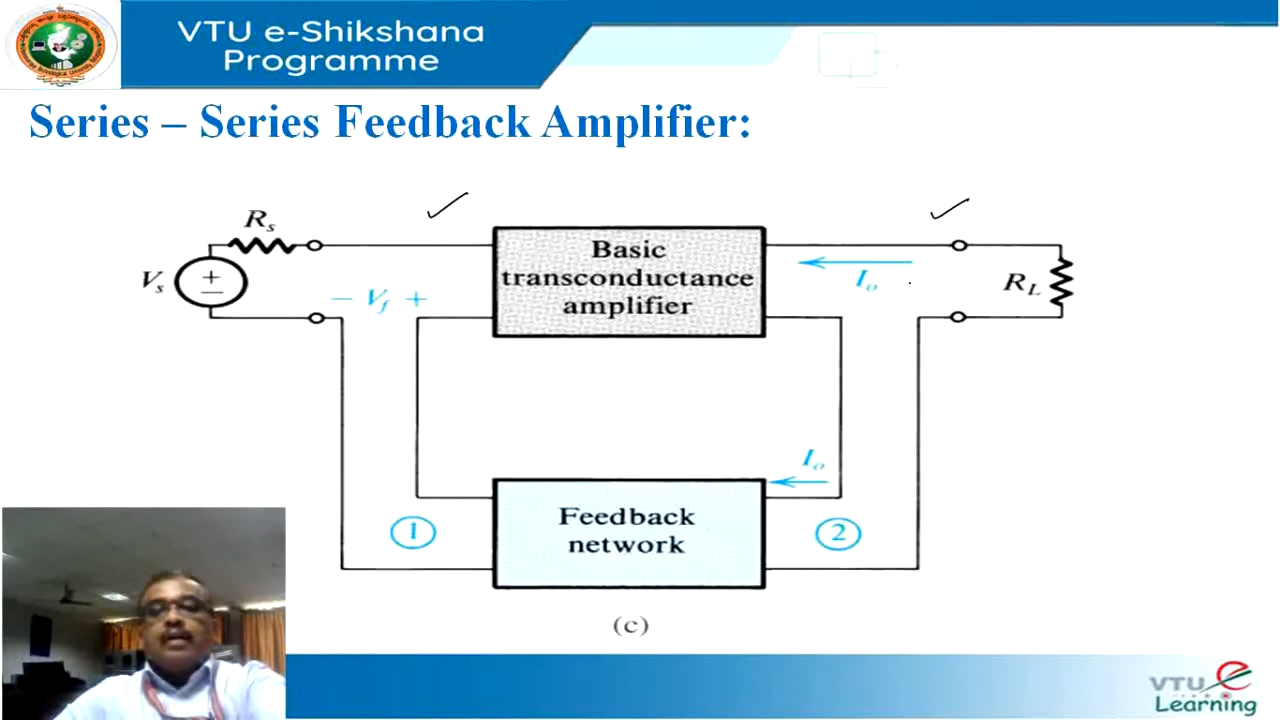 VTU e-Shikshana
Programme
Series – Series Feedback Amplifier:
Rs
Vs
+
−
− Vf +
Basic
transconductance
amplifier
Io
RL
Io
Feedback
network
1
2
(c)
VTU e
Learning